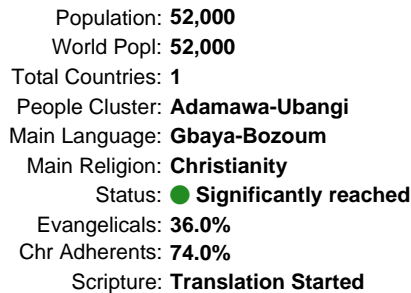 Population: 52,000
World Popl: 52,000
Total Countries: 1
People Cluster: Adamawa-Ubangi
Main Language: Gbaya-Bozoum
Main Religion: Christianity
Status: Significantly reached
Evangelicals: 36.0%
Chr Adherents: 74.0%
Scripture: Translation Started